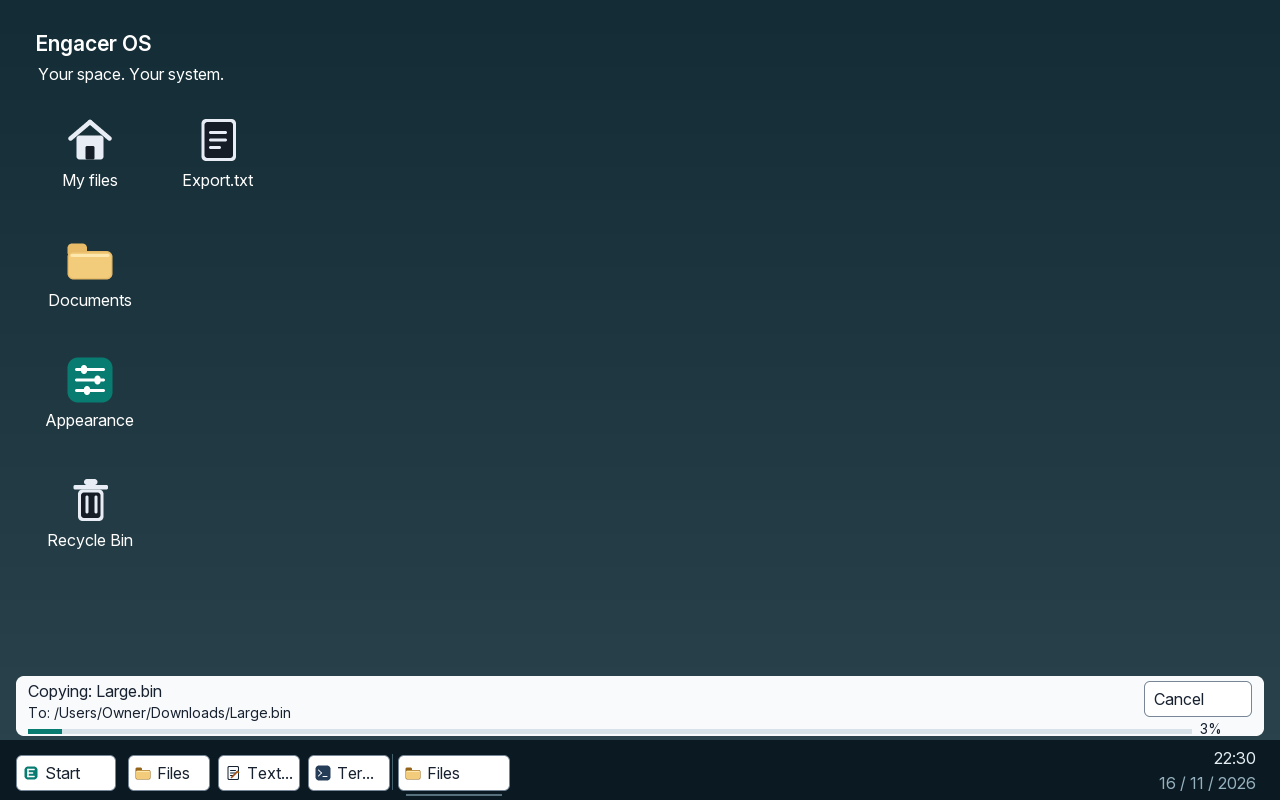 Engacer OS
Your space. Your system.
My files
Export.txt
Documents
Appearance
Recycle Bin
Copying: Large.bin
To: /Users/Owner/Downloads/Large.bin
Cancel
3%
Start
Files
Text...
Ter...
Files
22:30
16 / 11 / 2026